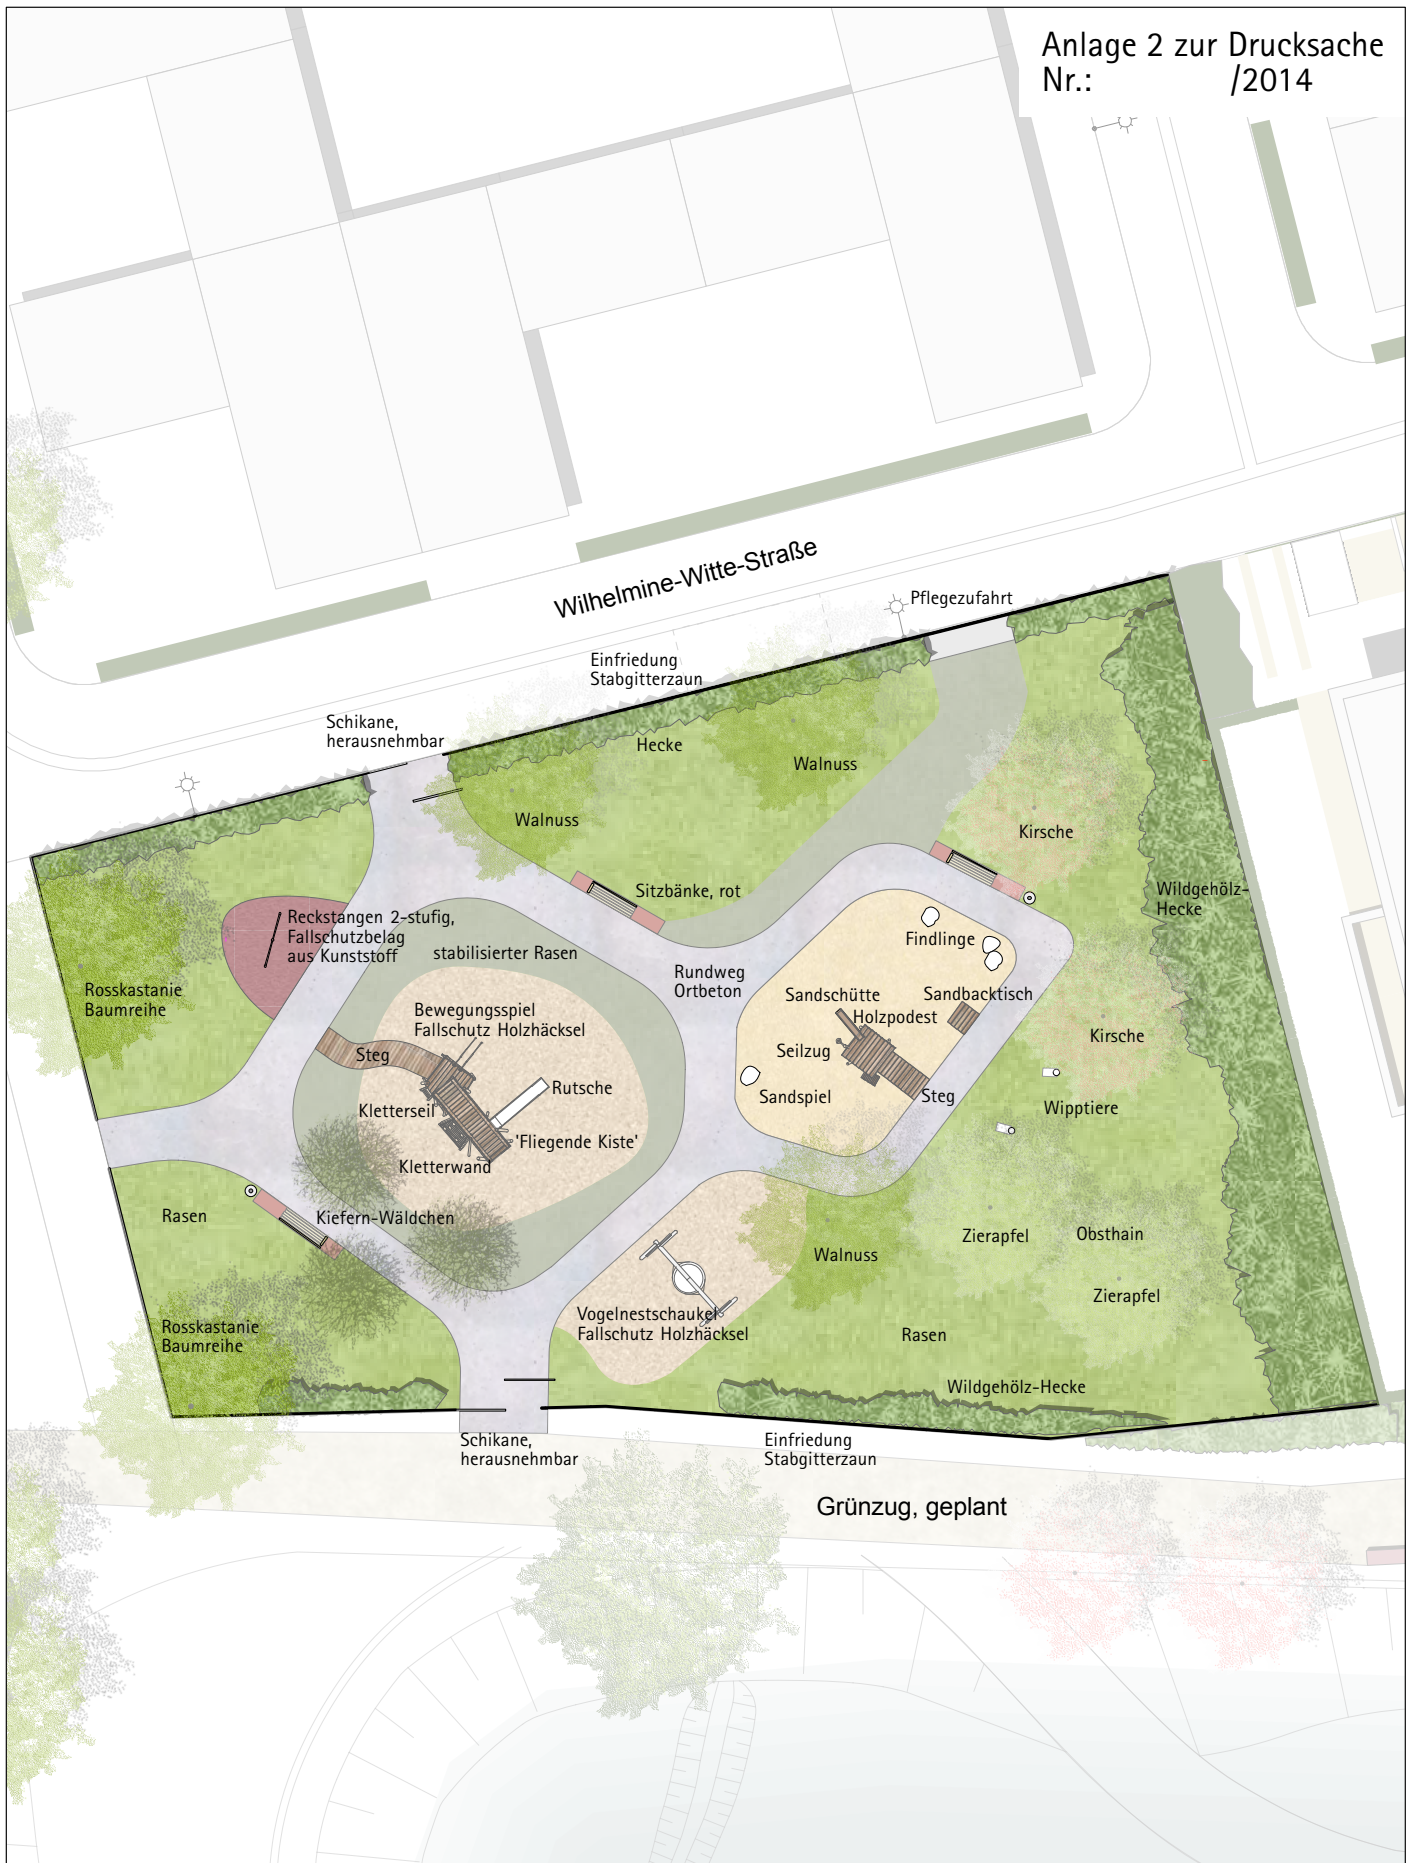 Anlage 2 zur Drucksache
Nr.: /2014
Wilhelmine-Witte-Straße
Pflegezufahrt
Einfriedung
Stabgitterzaun
Schikane,
herausnehmbar
Hecke
Walnuss
Walnuss
Kirsche
Sitzbänke, rot
Wildgehölz-
Hecke
Reckstangen 2-stufig,
Fallschutzbelag
aus Kunststoff
stabilisierter Rasen
Findlinge
Rundweg
Ortbeton
Rosskastanie
Baumreihe
Sandschütte
Sandbacktisch
Holzpodest
Bewegungsspiel
Fallschutz Holzhäcksel
Kirsche
Seilzug
Steg
Rutsche
Sandspiel
Steg
Kletterseil
Wipptiere
'Fliegende Kiste'
Kletterwand
Rasen
Kiefern-Wäldchen
Zierapfel
Obsthain
Walnuss
Zierapfel
Vogelnestschaukel
Fallschutz Holzhäcksel
Rosskastanie
Baumreihe
Rasen
Wildgehölz-Hecke
Schikane,
herausnehmbar
Einfriedung
Stabgitterzaun
Grünzug, geplant